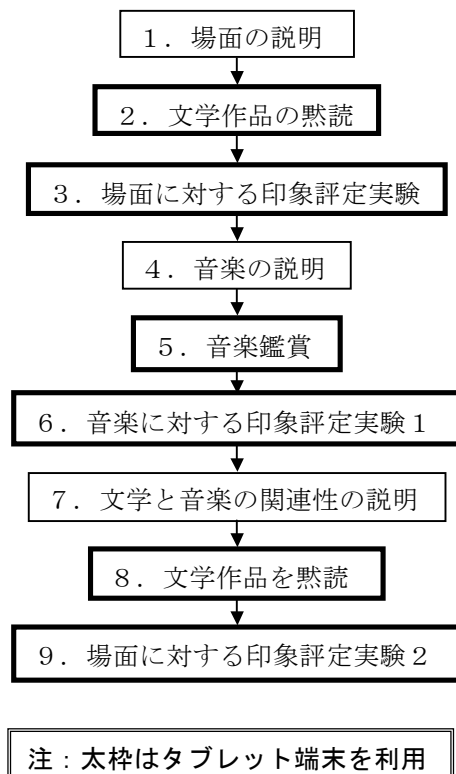 １．場面の説明
２．文学作品の黙読
３．場面に対する印象評定実験
４．音楽の説明
５．音楽鑑賞
６．音楽に対する印象評定実験１
７．文学と音楽の関連性の説明
８．文学作品を黙読
９．場面に対する印象評定実験２
注：太枠はタブレット端末を利用